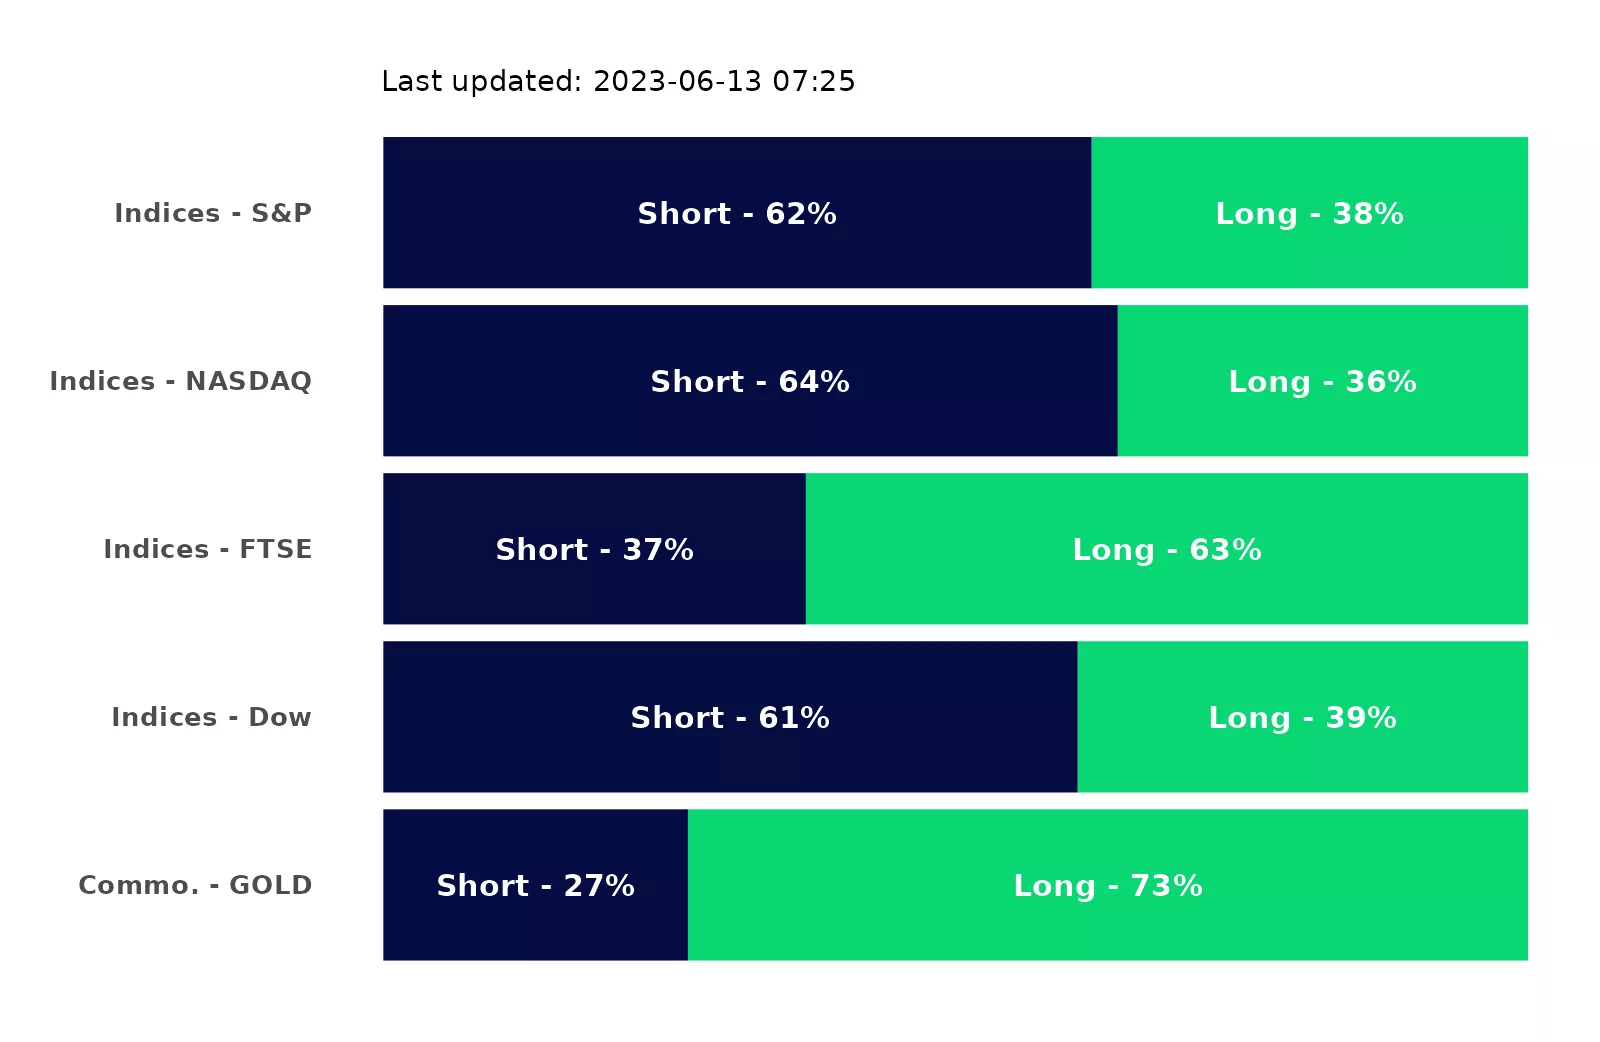 Last updated: 2023-06-13 07:25
Indices - S&P Short - 62% Long - 38%
Indices - NASDAQ Short - 64% Long - 36%
Indices - FTSE Short - 37% Long - 63%
Indices - Dow Short - 61% Long - 39%
Commo. - GOLD Short - 27% Long - 73%